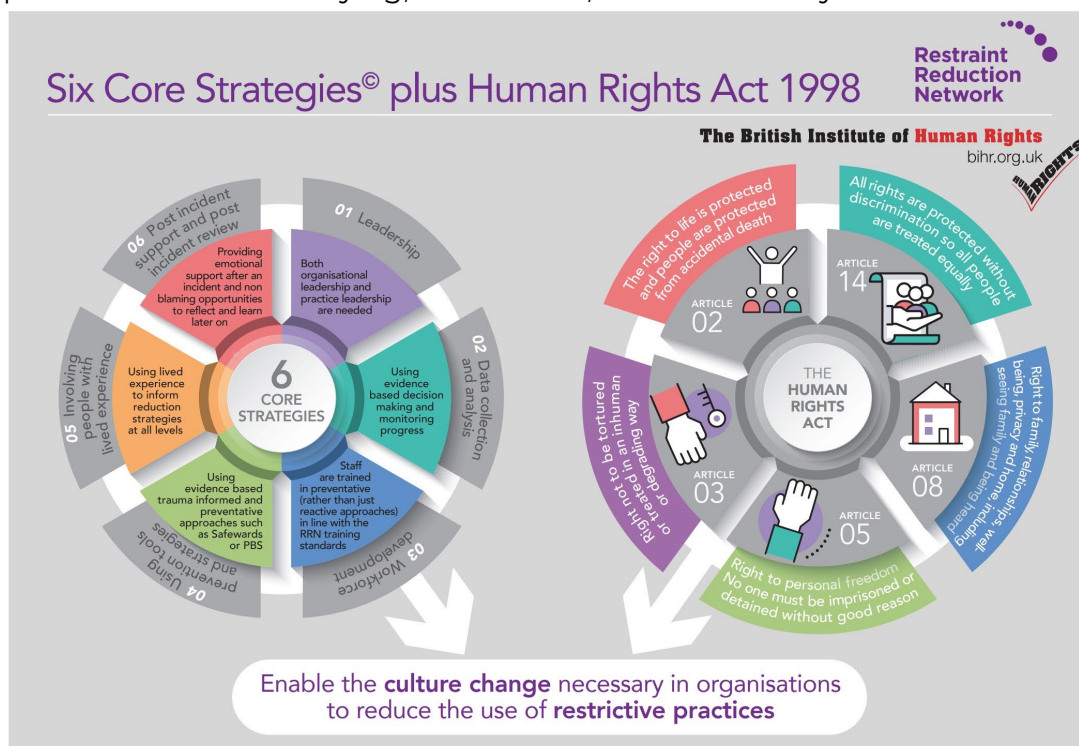 Six Core Strategies© plus Human Rights Act 1998
Restraint
Reduction
Network
The British Institute of Human Rights
bihr.org.uk
HUMAN
RIGHTS
6
CORE
STRATEGIES
01 Leadership
Both
organisational
leadership and
practice leadership
are needed
02 Data collection
and analysis
Using
evidence
based decision
making and
monitoring
progress
03 Workforce
development
Staff
are trained
in preventative
(rather than just
reactive approaches)
in line with the
RRN training
standards
04 Using
prevention tools
and strategies
Using
evidence based
trauma informed and
preventative
approaches such
as Safewards
or PBS
05 Involving
people with
lived experience
Using lived
experience
to inform
reduction
strategies
at all levels
06 Post incident
support and post
incident review
Providing
emotional
support after an
incident and non
blaming opportunities
to reflect and learn
later on
THE
HUMAN
RIGHTS
ACT
The right to life is protected
and people are protected
from accidental death
ARTICLE
02
All rights are protected without
discrimination so all people
are treated equally
ARTICLE
14
Right to family relationships, well-
being, privacy and home, including
seeing family and being heard
ARTICLE
08
Right to personal freedom
No one must be imprisoned or
detained without good reason
ARTICLE
05
Right not to be tortured
or treated in an inhuman
or degrading way
ARTICLE
03
Enable the culture change necessary in organisations
to reduce the use of restrictive practices